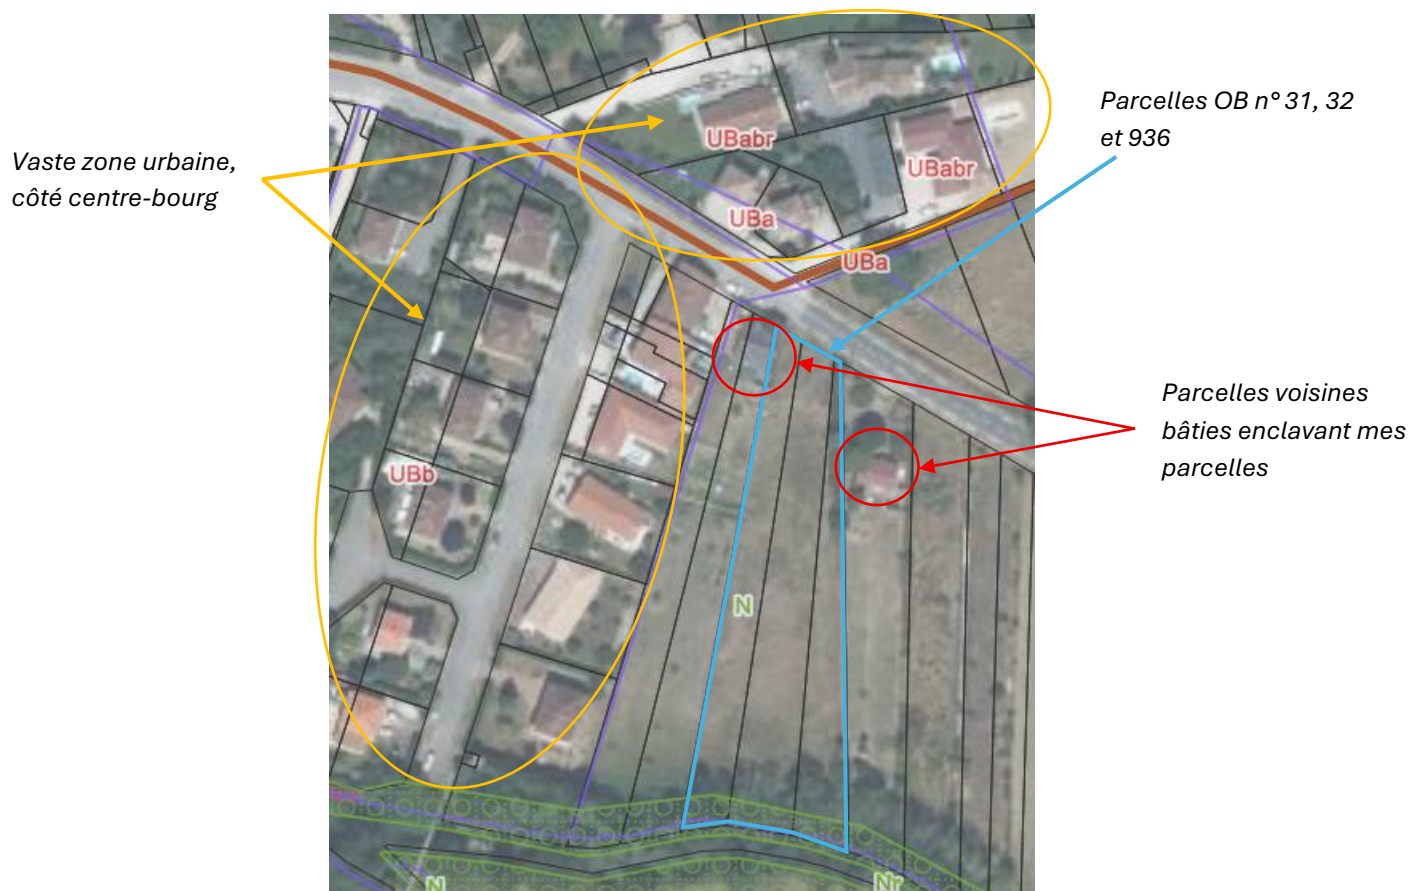 Parcelles OB n° 31, 32
et 936
Vaste zone urbaine,
côté centre-bourg
UBabr
UBabr
UBa
UBa
Parcelles voisines
bâties enclavant mes
parcelles
UBb
N
N
Nr